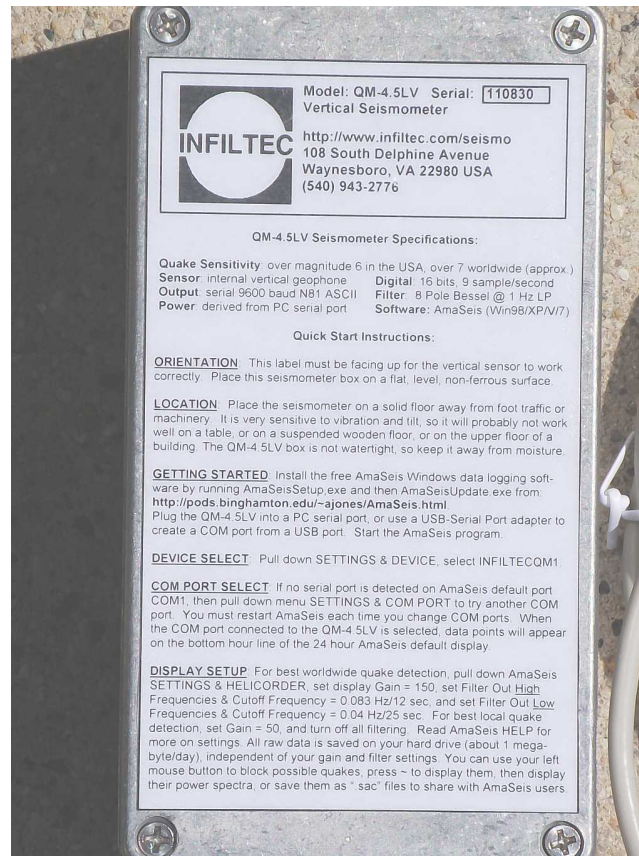 INFILTEC
Model: QM-4.5LV Serial: 110830
Vertical Seismometer
http://www.infiltec.com/seismo
108 South Delphine Avenue
Waynesboro, VA 22980 USA
(540) 943-2776
QM-4.5LV Seismometer Specifications:
Quake Sensitivity: over magnitude 6 in the USA, over 7 worldwide (approx.)
Sensor: internal vertical geophone Digital: 16 bits, 9 sample/second
Output: serial 9600 baud N81 ASCII Filter: 8 Pole Bessel @ 1 Hz LP
Power: derived from PC serial port Software: AmaSeis (Win98/XP/V/7)
Quick Start Instructions:
ORIENTATION: This label must be facing up for the vertical sensor to work
correctly. Place this seismometer box on a flat, level, non-ferrous surface.
LOCATION: Place the seismometer on a solid floor away from foot traffic or
machinery. It is very sensitive to vibration and tilt, so it will probably not work
well on a table, or on a suspended wooden floor, or on the upper floor of a
building. The QM-4.5LV box is not watertight, so keep it away from moisture.
GETTING STARTED: Install the free AmaSeis Windows data logging soft-
ware by running AmaSeisSetup,exe and then AmaSeisUpdate.exe from:
http://pods.binghamton.edu/~ajones/AmaSeis.html.
Plug the QM-4.5LV into a PC serial port, or use a USB-Serial Port adapter to
create a COM port from a USB port. Start the AmaSeis program.
DEVICE SELECT: Pull down SETTINGS & DEVICE, select INFILTECQM1.
COM PORT SELECT: If no serial port is detected on AmaSeis default port
COM1, then pull down menu SETTINGS & COM PORT to try another COM
port. You must restart AmaSeis each time you change COM ports. When
the COM port connected to the QM-4.5LV is selected, data points will appear
on the bottom hour line of the 24 hour AmaSeis default display.
DISPLAY SETUP: For best worldwide quake detection, pull down AmaSeis
SETTINGS & HELICORDER, set display Gain = 150, set Filter Out High
Frequencies & Cutoff Frequency = 0.083 Hz/12 sec, and set Filter Out Low
Frequencies & Cutoff Frequency = 0.04 Hz/25 sec. For best local quake
detection, set Gain = 50, and turn off all filtering. Read AmaSeis HELP for
more on settings. All raw data is saved on your hard drive (about 1 mega-
byte/day), independent of your gain and filter settings. You can use your left
mouse button to block possible quakes, press ~ to display them, then display
their power spectra, or save them as ".sac" files to share with AmaSeis users.